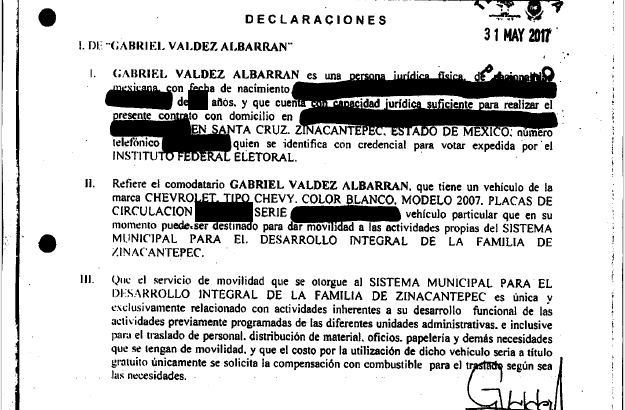 DECLARACIONES
31 MAY 2017
I. DE "GABRIEL VALDEZ ALBARRAN"
I. GABRIEL VALDEZ ALBARRAN es una persona jurídica física, de
mexicana, con fecha de nacimiento
de años, y que cuenta con capacidad jurídica suficiente para realizar el
presente contrato con domicilio en
EN SANTA CRUZ. ZINACANTEPEC. ESTADO DE MEXICO. número
telefónico quien se identifica con credencial para votar expedida por el
INSTITUTO FEDERAL ELETORAL.
II. Refiere el comodatario GABRIEL VALDEZ ALBARRAN, que tiene un vehículo de la
marca CHEVROLET. TIPO CHEVY. COLOR BLANCO. MODELO 2007. PLACAS DE
CIRCULACION SERIE vehículo particular que en su
momento puede ser destinado para dar movilidad a las actividades propias del SISTEMA
MUNICIPAL PARA EL DESARROLLO INTEGRAL DE LA FAMILIA DE
ZINACANTEPEC.
III. Que el servicio de movilidad que se otorgue al SISTEMA MUNICIPAL PARA EL
DESARROLLO INTEGRAL DE LA FAMILIA DE ZINACANTEPEC es única y
exclusivamente relacionado con actividades inherentes a su desarrollo funcional de las
actividades previamente programadas de las diferentes unidades administrativas. e inclusive
para el traslado de personal. distribución de material. oficios. papelería y demás necesidades
que se tengan de movilidad. y que el costo por la utilización de dicho vehículo seria a título
gratuito únicamente se solicita la compensación con combustible para el traslado según sea
las necesidades.